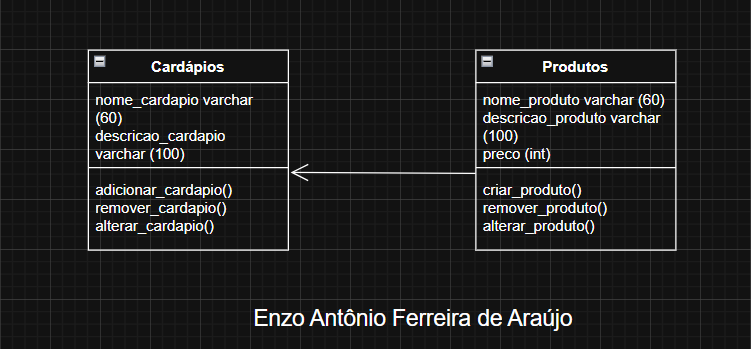 Cardápios
nome_cardapio varchar
(60)
descricao_cardapio
varchar (100)
adicionar_cardapio()
remover_cardapio()
alterar_cardapio()
Produtos
nome_produto varchar (60)
descricao_produto varchar
(100)
preco (int)
criar_produto()
remover_produto()
alterar_produto()
Enzo Antônio Ferreira de Araújo